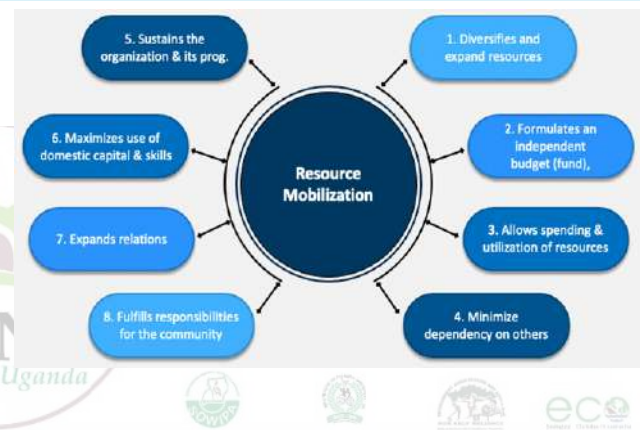 5. Sustains the
organization & its prog.
1. Diversifies and
expand resources
6. Maximizes use of
domestic capital & skills
2. Formulates an
independent
budget (fund),
Resource
Mobilization
7. Expands relations
3. Allows spending &
utilization of resources
8. Fulfills responsibilities
for the community
4. Minimize
dependency on others
N
Uganda
SOWIPA
eco